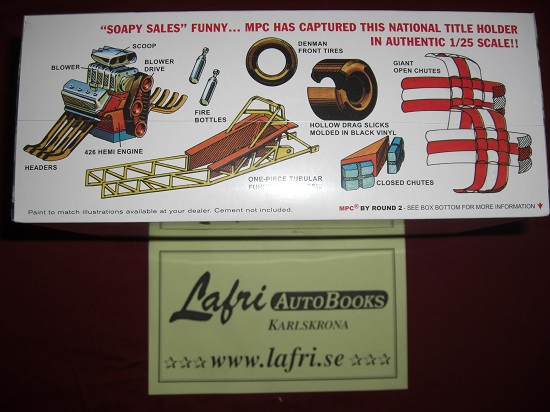 "SOAPY SALES" FUNNY... MPC HAS CAPTURED THIS NATIONAL TITLE HOLDER
IN AUTHENTIC 1/25 SCALE!!
SCOOP
BLOWER
BLOWER
DRIVE
FIRE
BOTTLES
426 HEMI ENGINE
HEADERS
DENMAN
FRONT TIRES
HOLLOW DRAG SLICKS
MOLDED IN BLACK VINYL
GIANT
OPEN CHUTES
ONE-PIECE TUBULAR
CLOSED CHUTES
Paint to match illustrations available at your dealer. Cement not included.
MPC® BY ROUND 2 - SEE BOX BOTTOM FOR MORE INFORMATION
Lafri AUTOBOOKS
KARLSKRONA
www.lafri.se